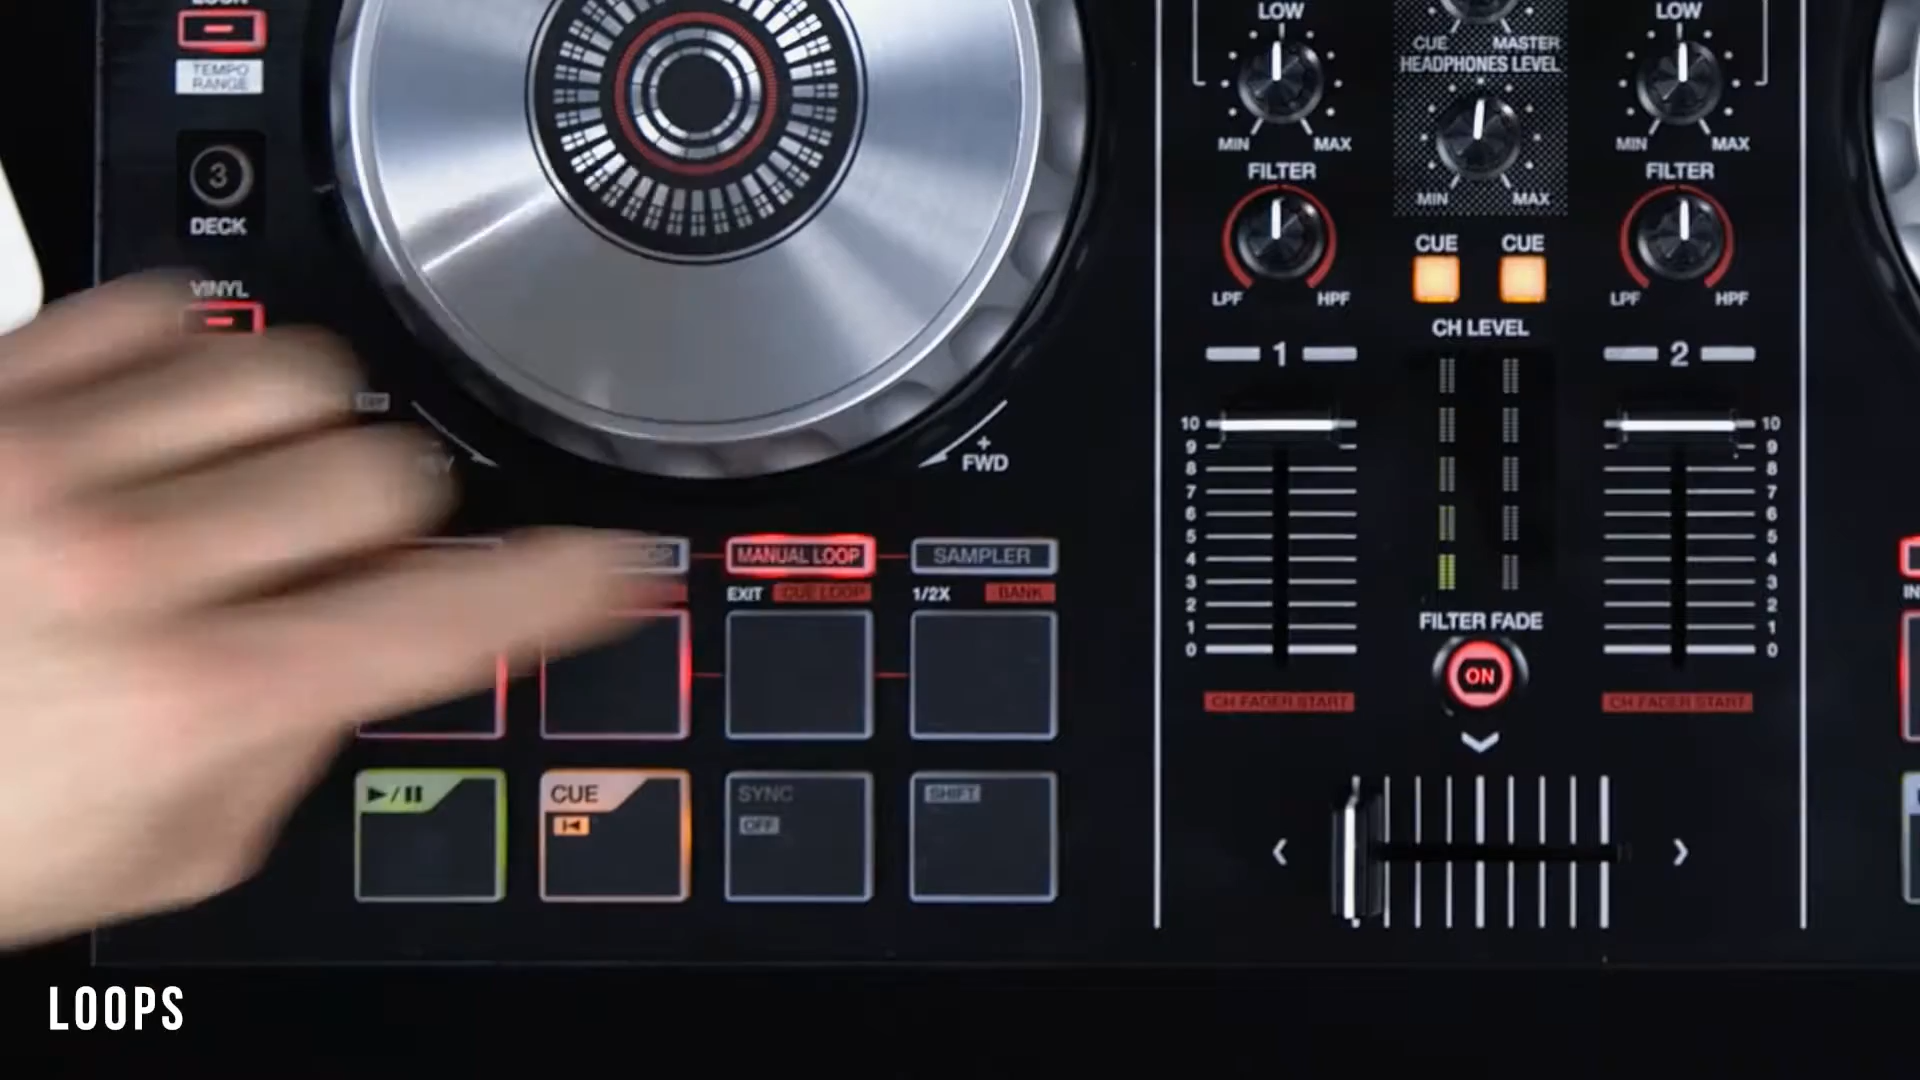 TEMPO
RANGE
3
DECK
VINYL
FWD
MANUAL LOOP
SAMPLER
EXIT
CUE LOOP
1/2X
BANK
CUE
SYNC
OFF
SHIFT
LOW
MIN
MAX
FILTER
LPF
HPF
1
10
9
8
7
6
5
4
3
2
1
0
CH FADER START
CUE
MASTER
HEADPHONES LEVEL
MIN
MAX
CUE
CUE
CH LEVEL
FILTER FADE
ON
LOW
MIN
MAX
FILTER
LPF
HPF
2
10
9
8
7
6
5
4
3
2
1
0
CH FADER START
LOOPS